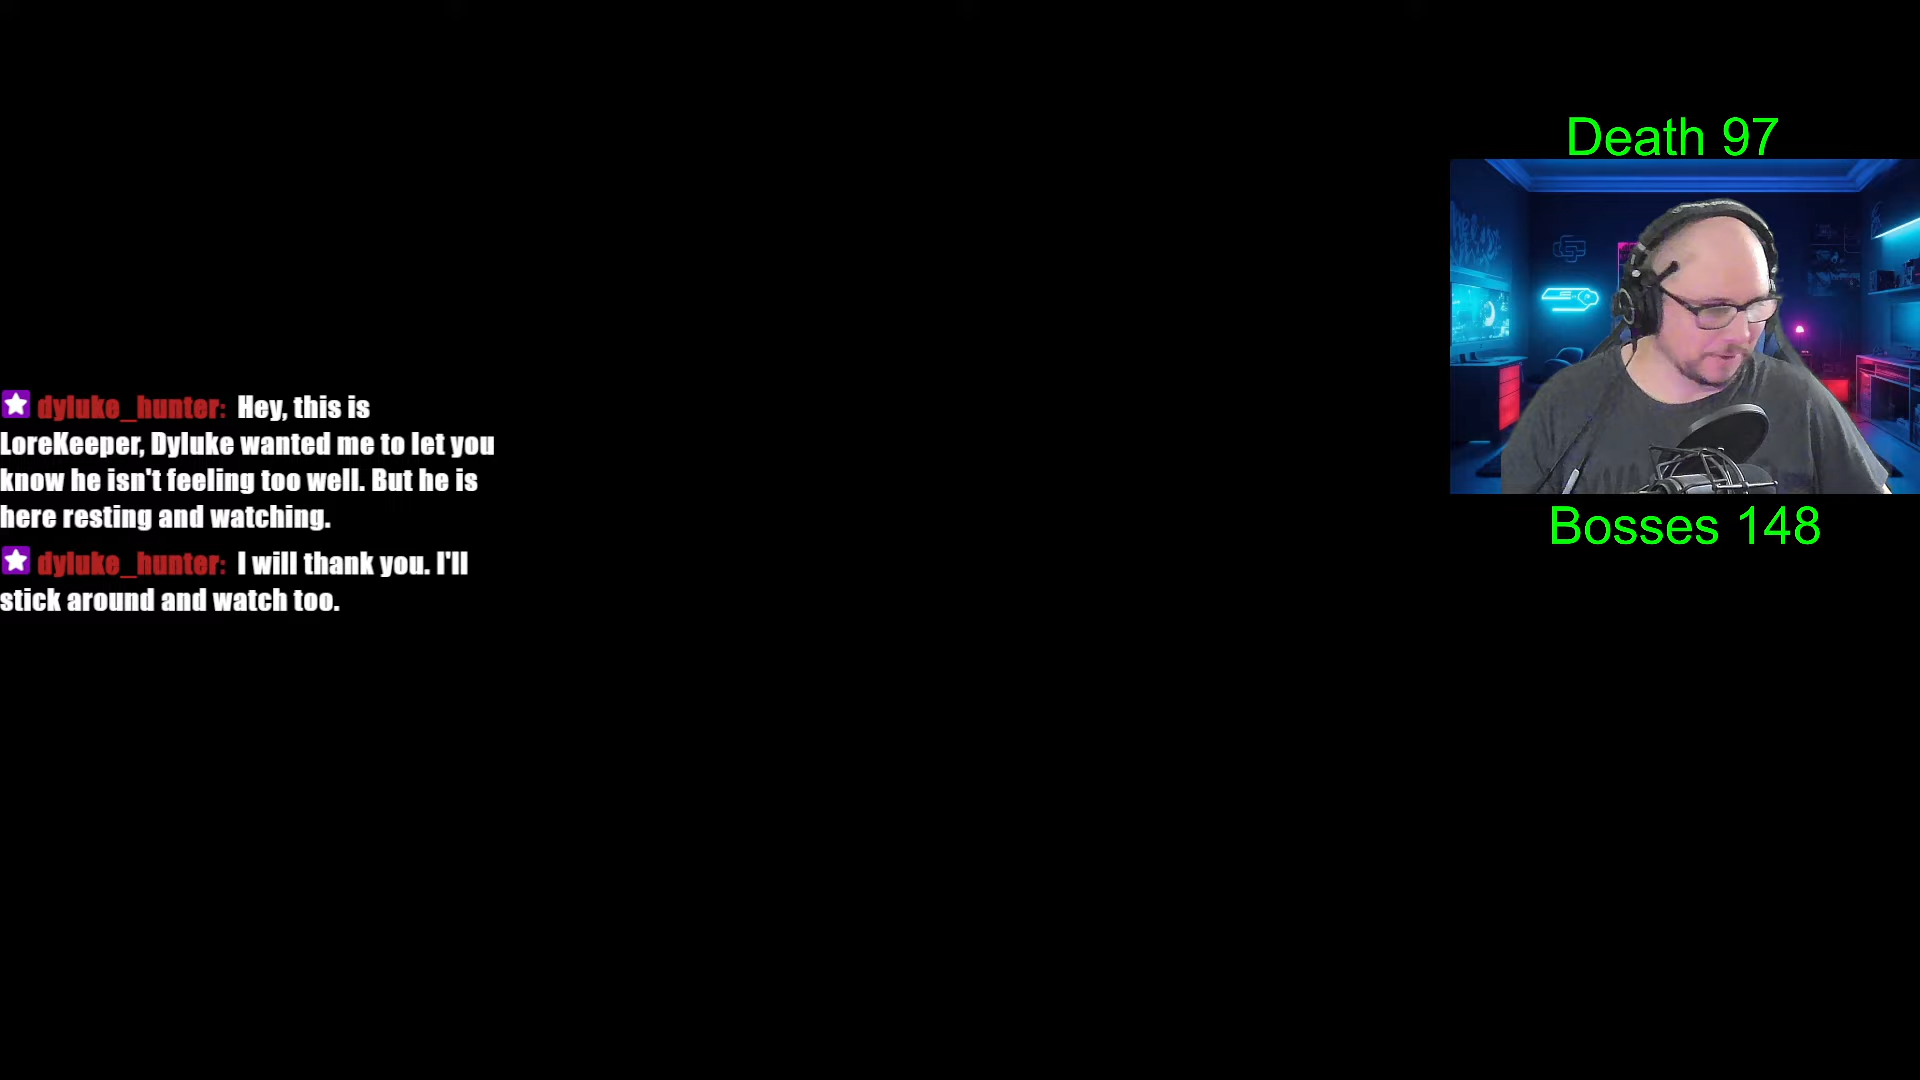 Death 97
dyluke_hunter: Hey, this is
LoreKeeper, Dyluke wanted me to let you
know he isn't feeling too well. But he is
here resting and watching.
dyluke_hunter: I will thank you. I'll
stick around and watch too.
Bosses 148